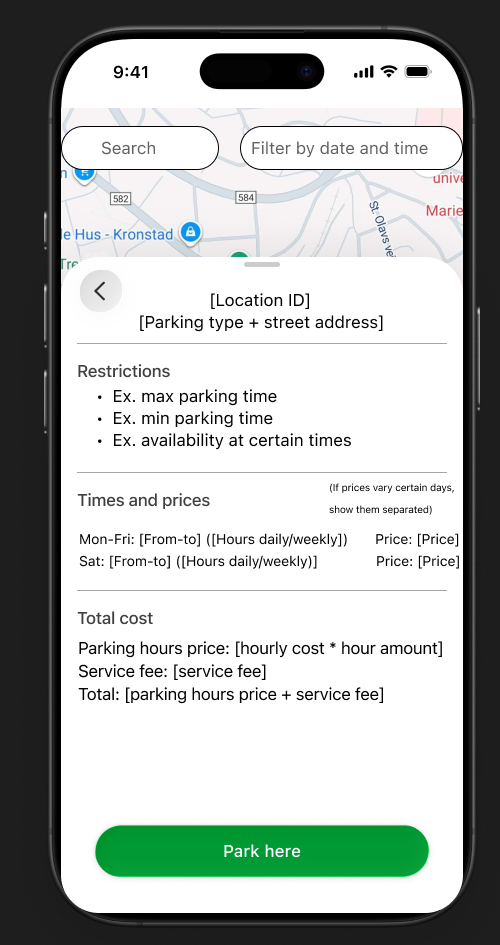 9:41
Search
Filter by date and time
582
584
unive
Marie
St. Olavs ve
le Hus - Kronstad
Tre
[Location ID]
[Parking type + street address]
Restrictions
• Ex. max parking time
• Ex. min parking time
• Ex. availability at certain times
Times and prices
(If prices vary certain days,
show them separated)
Mon-Fri: [From-to] ([Hours daily/weekly]) Price: [Price]
Sat: [From-to] ([Hours daily/weekly)] Price: [Price]
Total cost
Parking hours price: [hourly cost * hour amount]
Service fee: [service fee]
Total: [parking hours price + service fee]
Park here